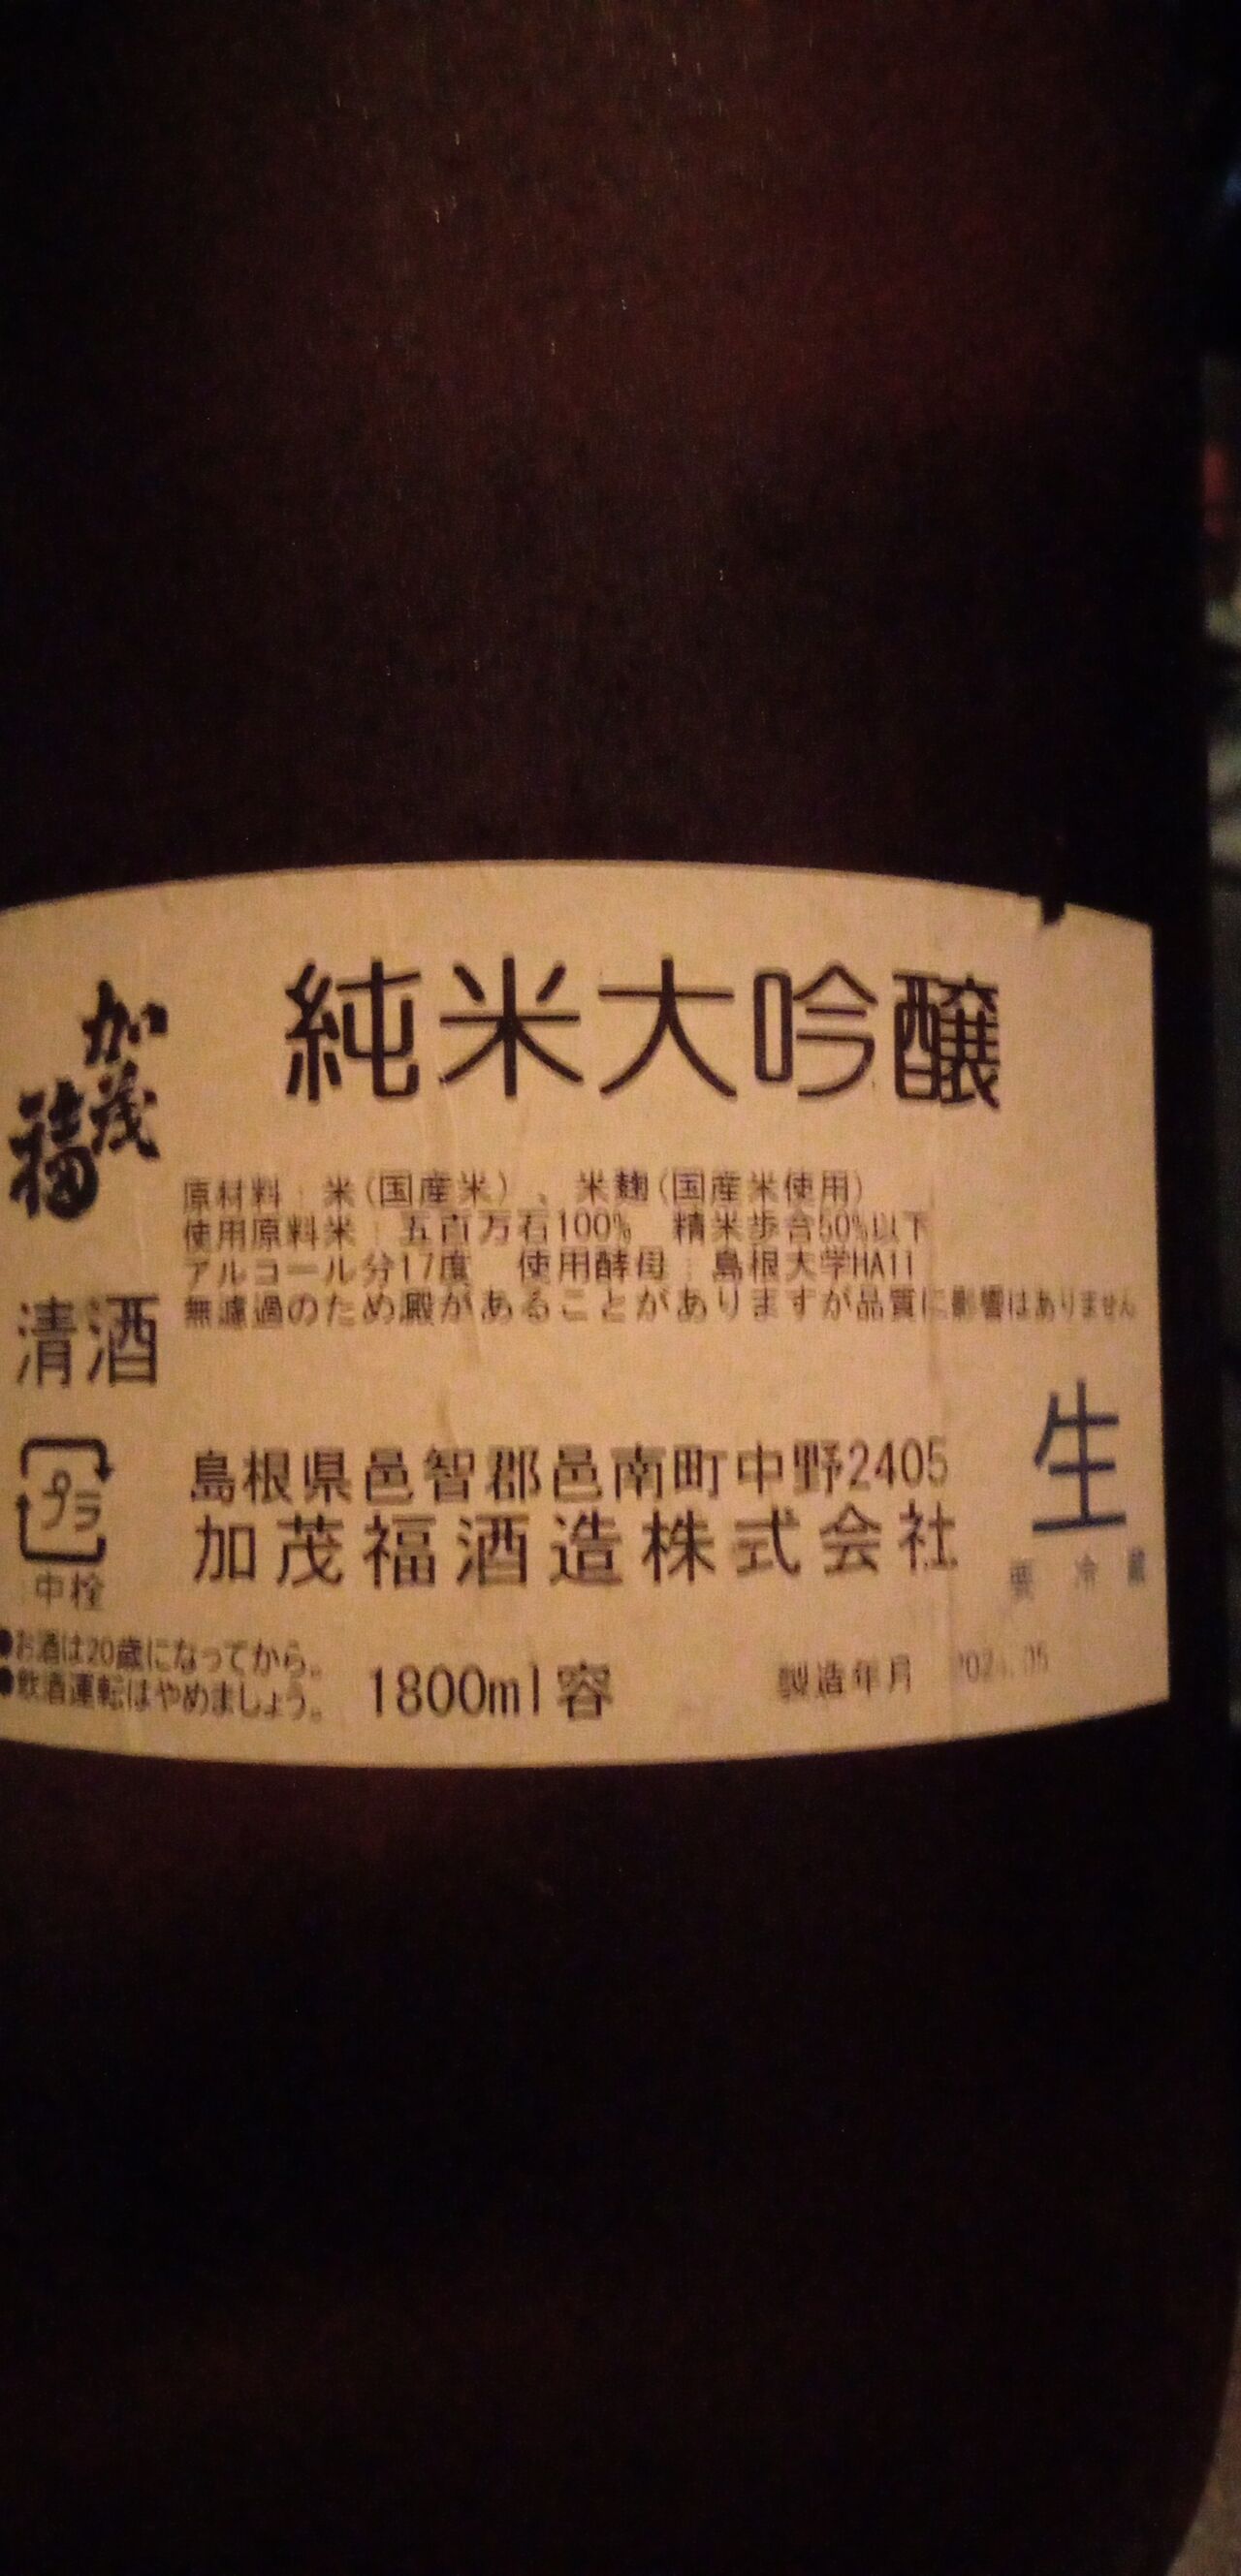 加茂福
純米大吟醸
原材料 米(国産米)、米麹(国産米使用)
使用原料米 五百万石100% 精米歩合50%以下
アルコール分17度 使用酵母 島根大学HA11
無濾過のため澱があることがありますが品質に影響はありません
清酒
生
要冷蔵
プラ
中栓
島根県邑智郡邑南町中野2405
加茂福酒造株式会社
●お酒は20歳になってから。
●飲酒運転はやめましょう。
1800ml容
製造年月